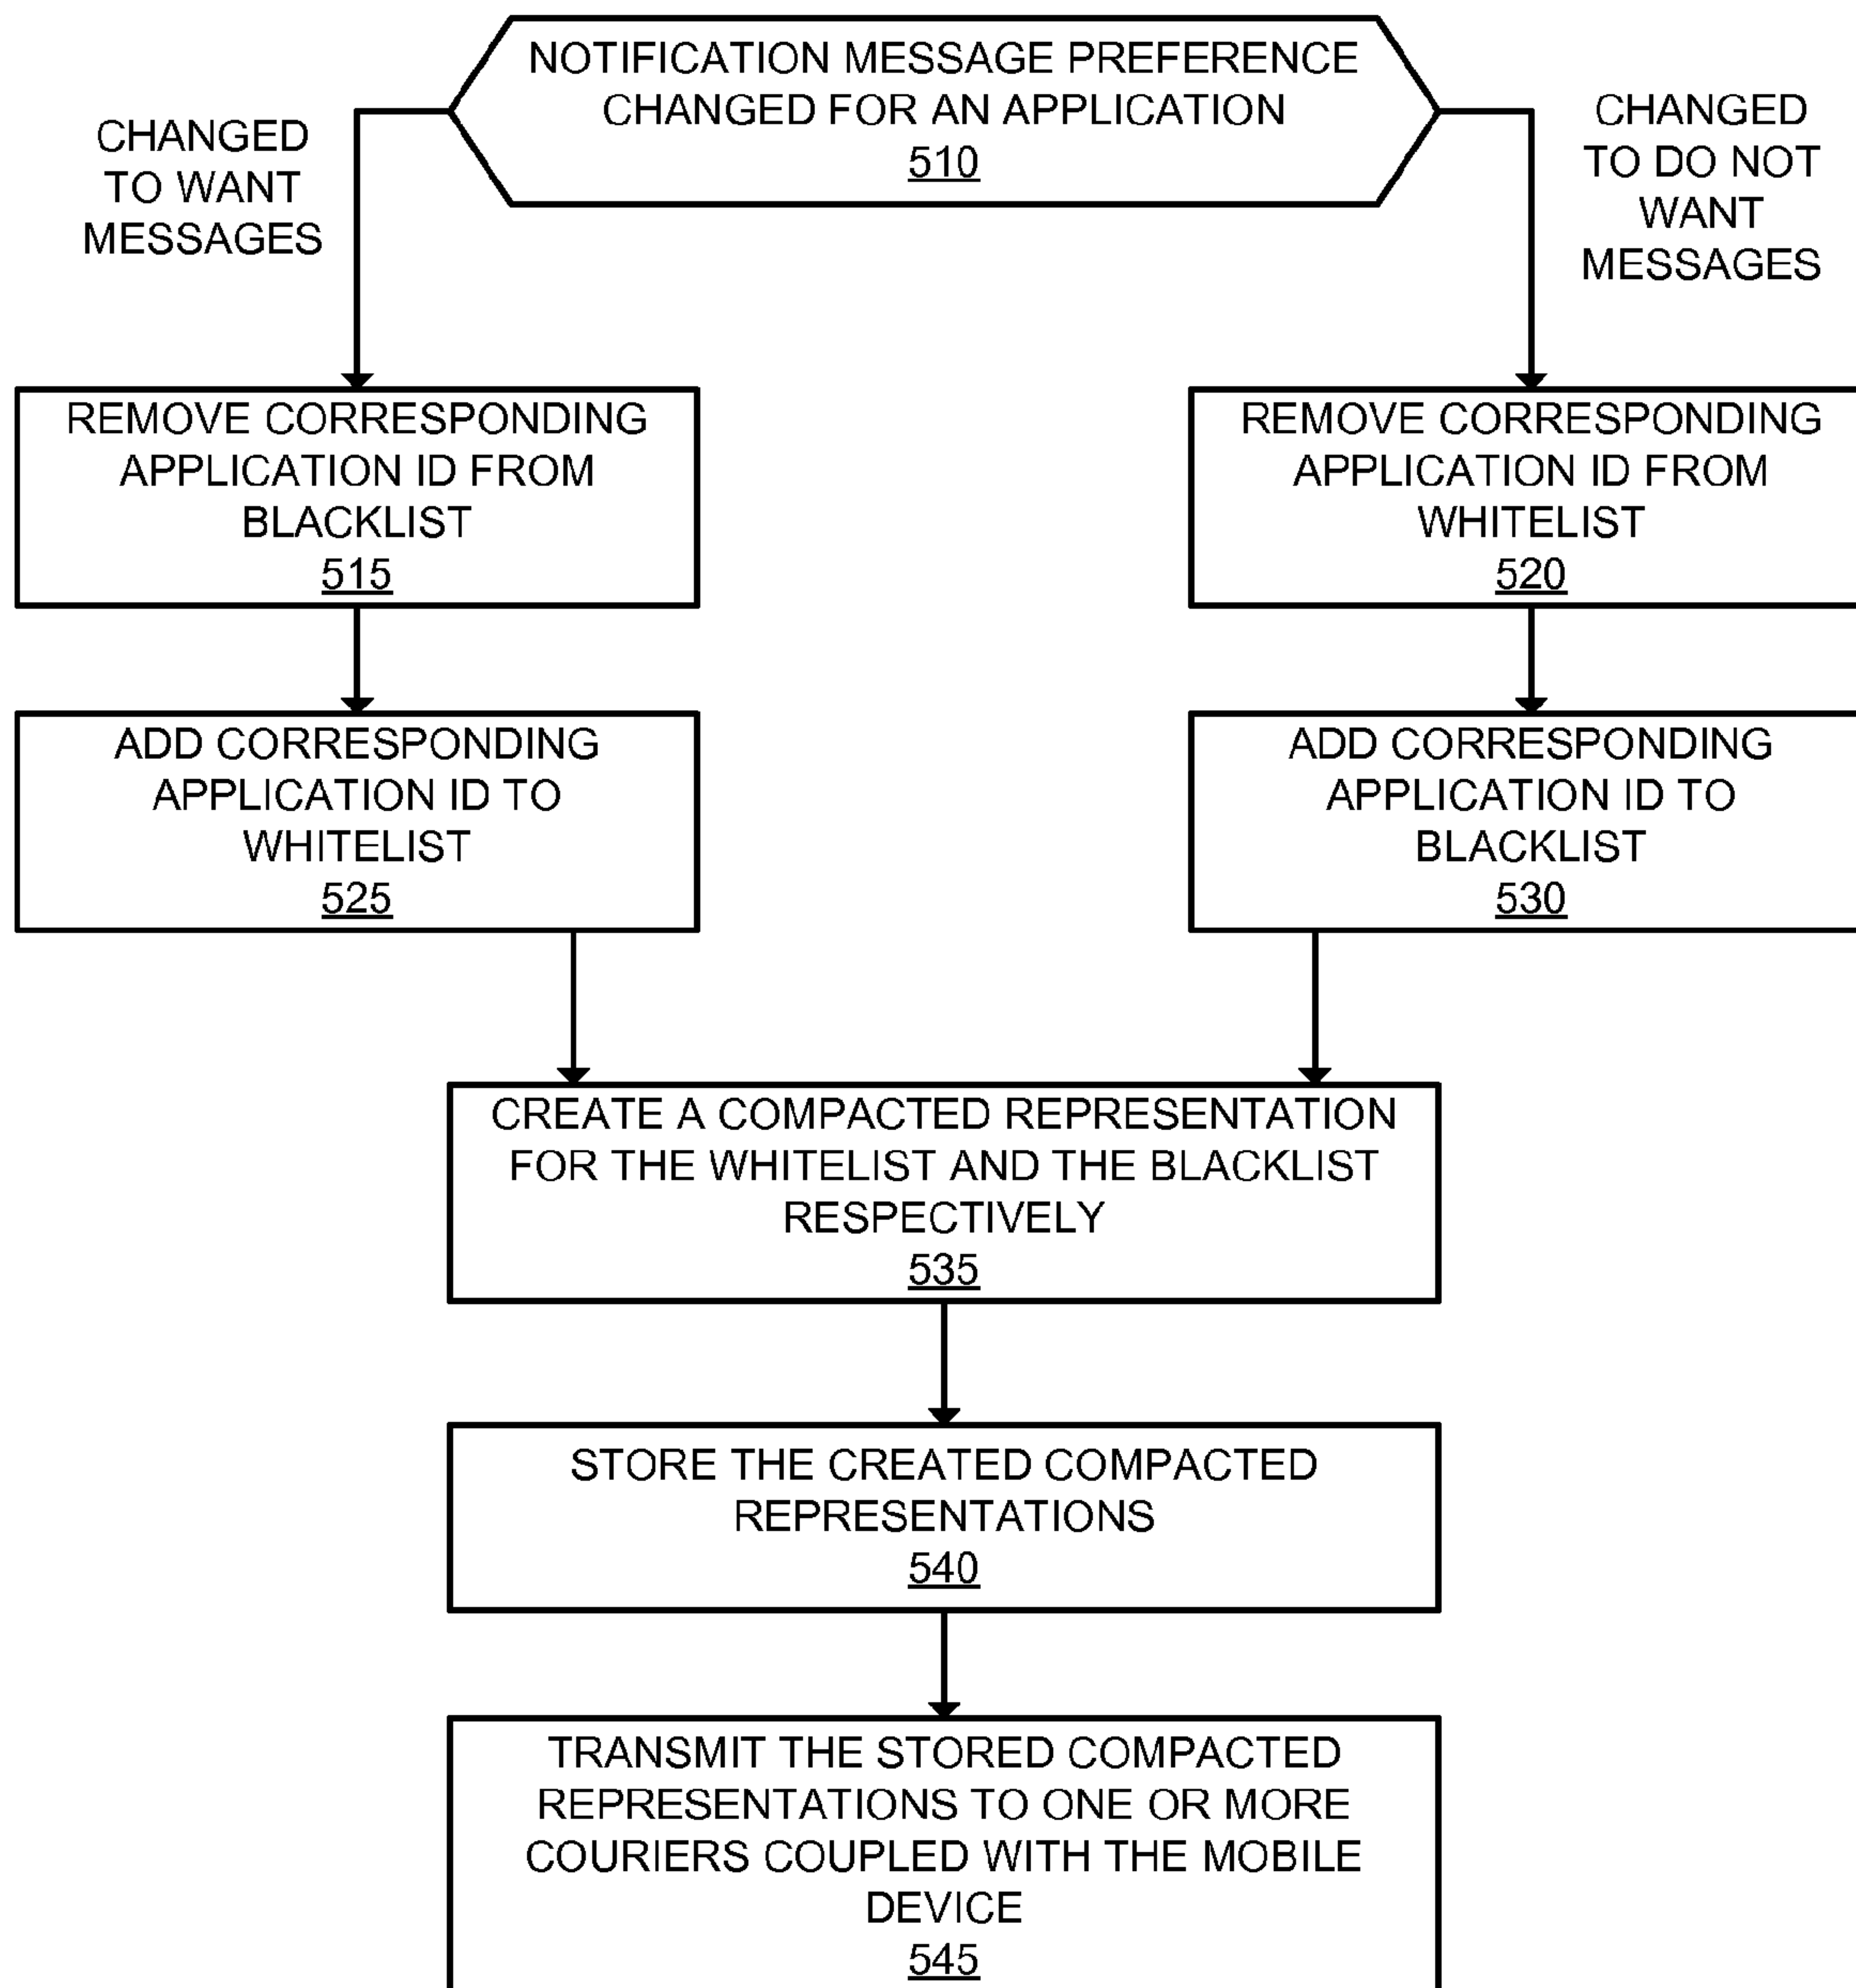 NOTIFICATION MESSAGE PREFERENCE
CHANGED FOR AN APPLICATION
510
CHANGED
TO WANT
MESSAGES
CHANGED
TO DO NOT
WANT
MESSAGES
REMOVE CORRESPONDING
APPLICATION ID FROM
BLACKLIST
515
REMOVE CORRESPONDING
APPLICATION ID FROM
WHITELIST
520
ADD CORRESPONDING
APPLICATION ID TO
WHITELIST
525
ADD CORRESPONDING
APPLICATION ID TO
BLACKLIST
530
CREATE A COMPACTED REPRESENTATION
FOR THE WHITELIST AND THE BLACKLIST
RESPECTIVELY
535
STORE THE CREATED COMPACTED
REPRESENTATIONS
540
TRANSMIT THE STORED COMPACTED
REPRESENTATIONS TO ONE OR MORE
COURIERS COUPLED WITH THE MOBILE
DEVICE
545